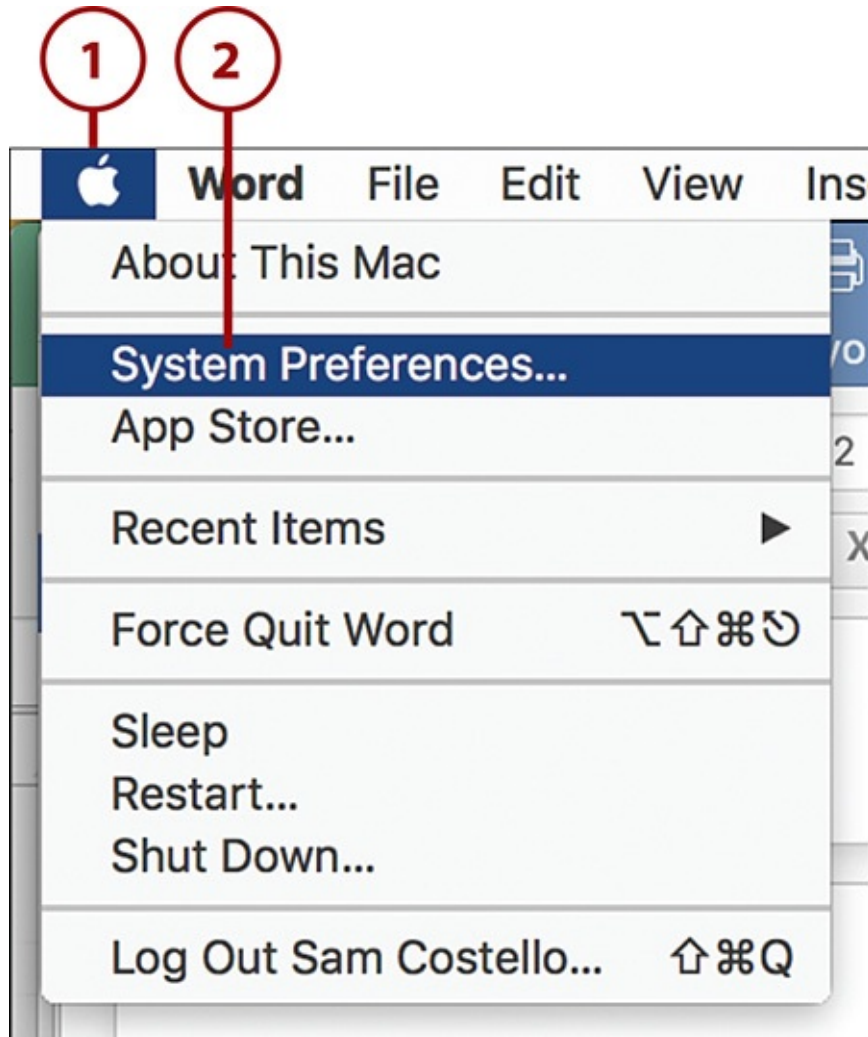 1 2
Word File Edit View Ins
About This Mac
System Preferences...
App Store...
2
Recent Items ▶
X
Force Quit Word ⌥⇧⌘⎋
Sleep
Restart...
Shut Down...
Log Out Sam Costello... ⇧⌘Q